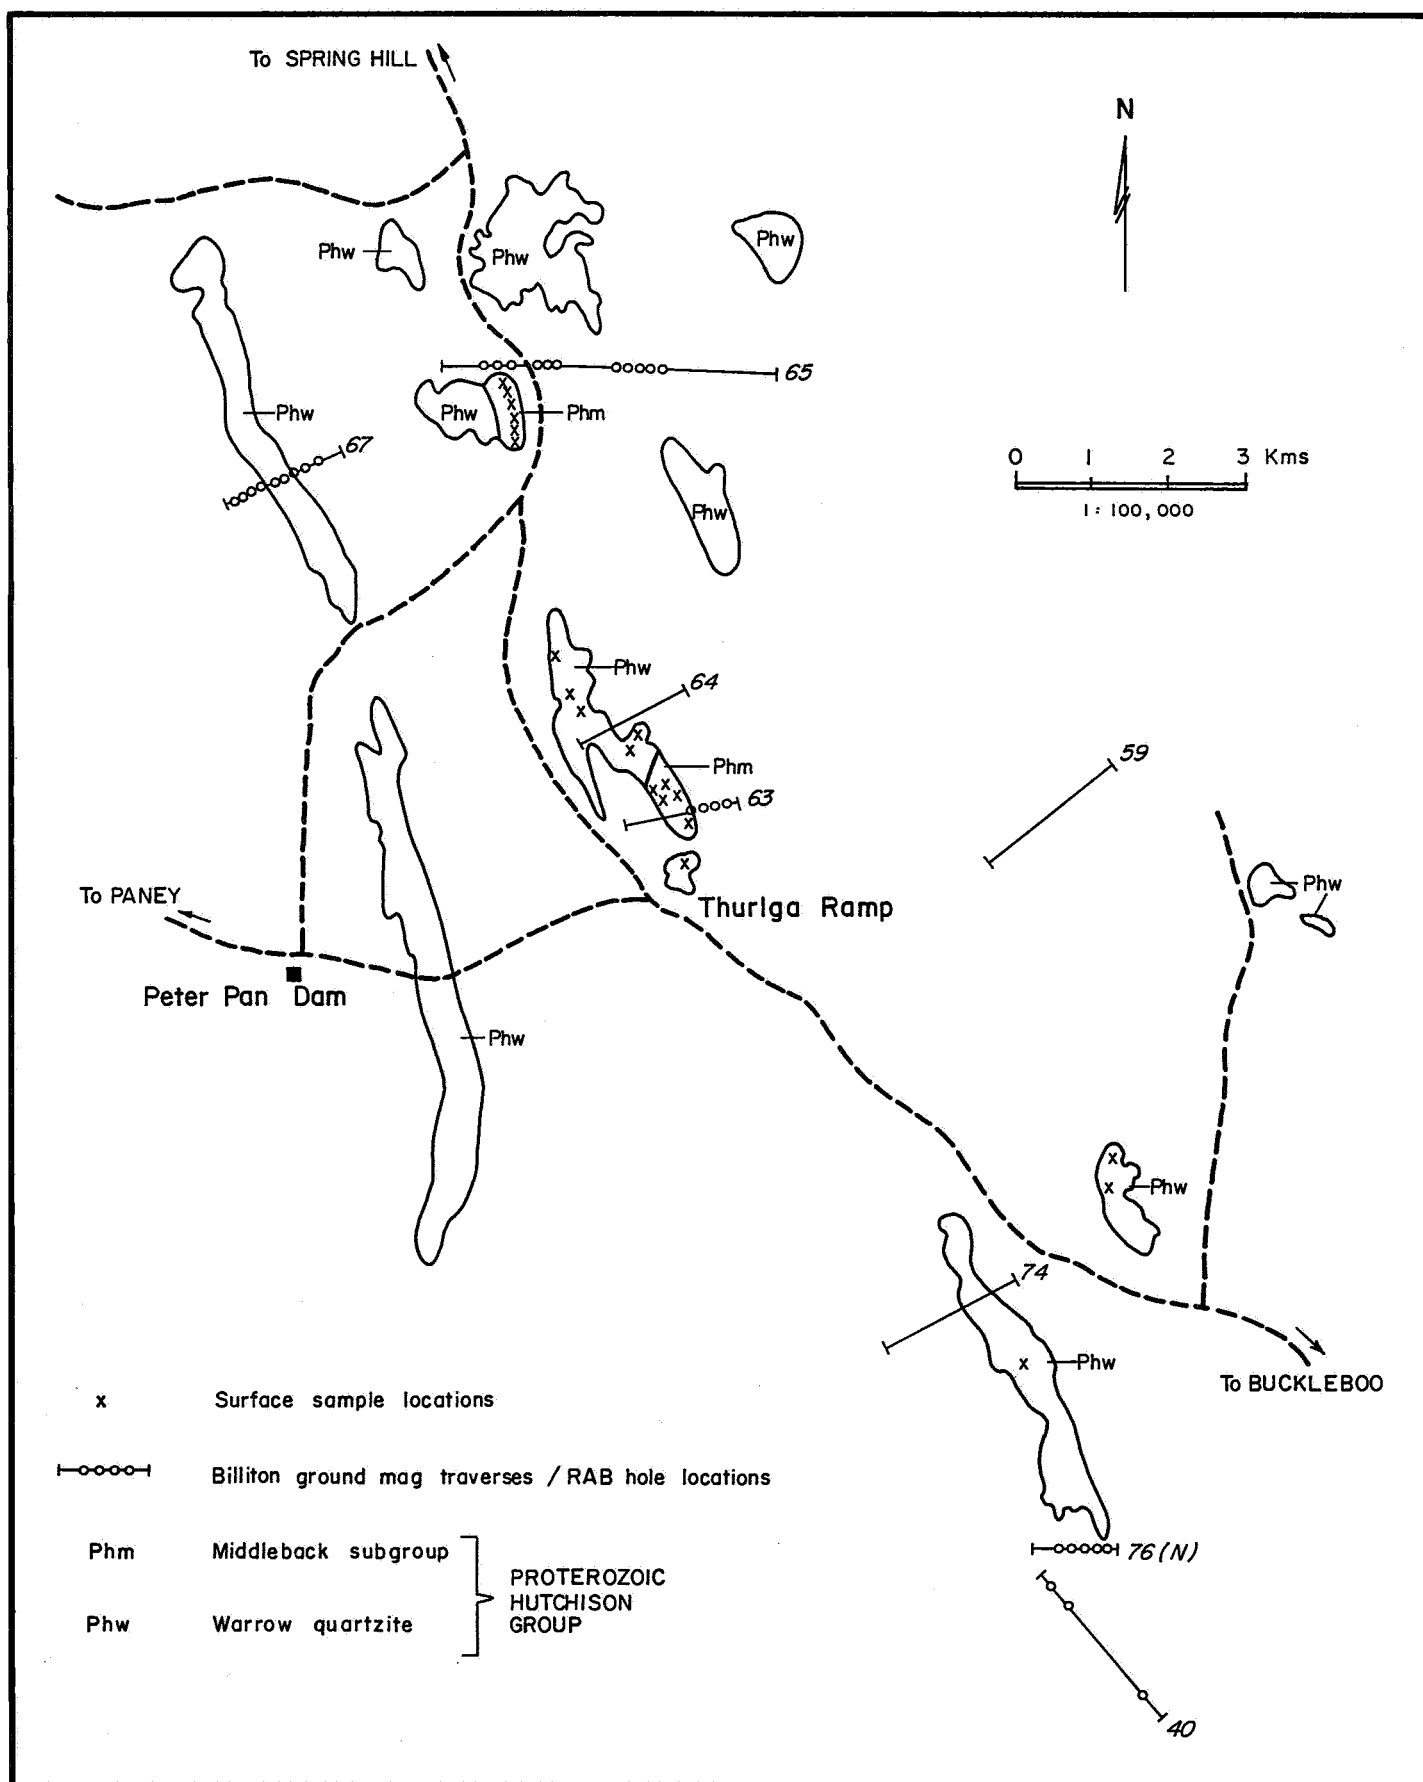 To SPRING HILL
N
Phw
Phw
Phw
65
Phw
Phw
Phm
67
0 1 2 3 Kms
1: 100,000
Phw
Phw
64
Phm
59
63
Phw
To PANEY
Thurlga Ramp
Peter Pan Dam
Phw
Phw
74
Phw
To BUCKLEBOO
x Surface sample locations
Billiton ground mag traverses / RAB hole locations
Phm Middleback subgroup
76 (N)
PROTEROZOIC
HUTCHISON
GROUP
Phw Warrow quartzite
40